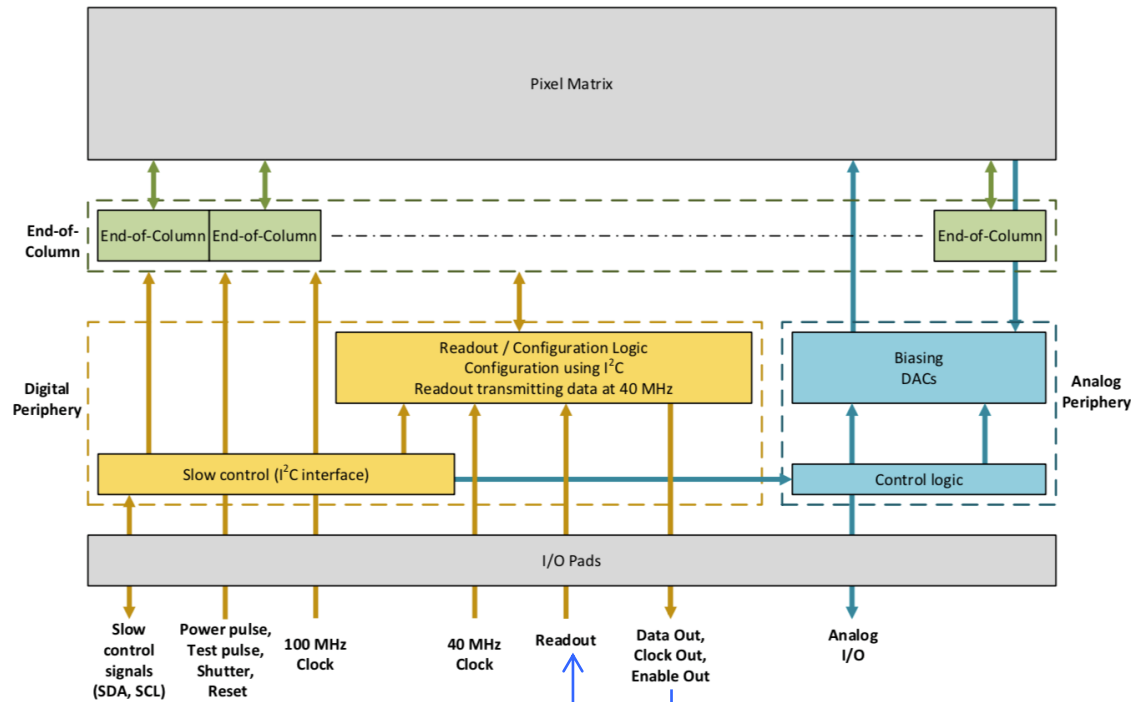 Pixel Matrix
End-of-
Column
End-of-Column
End-of-Column
End-of-Column
Digital
Periphery
Readout / Configuration Logic
Configuration using I²C
Readout transmitting data at 40 MHz
Biasing
DACs
Analog
Periphery
Slow control (I²C interface)
Control logic
I/O Pads
Slow
control
signals
(SDA, SCL)
Power pulse,
Test pulse,
Shutter,
Reset
100 MHz
Clock
40 MHz
Clock
Readout
Data Out,
Clock Out,
Enable Out
Analog
I/O